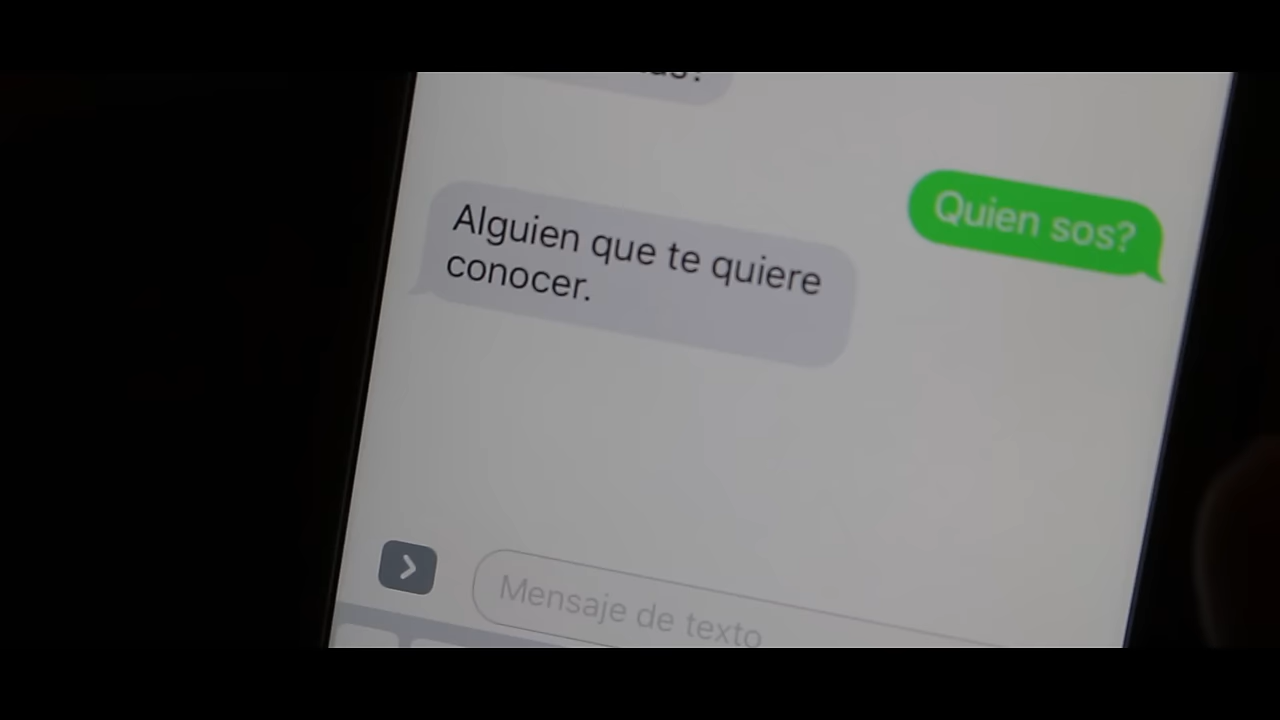 Quien sos?
Alguien que te quiere
conocer.
Mensaje de texto